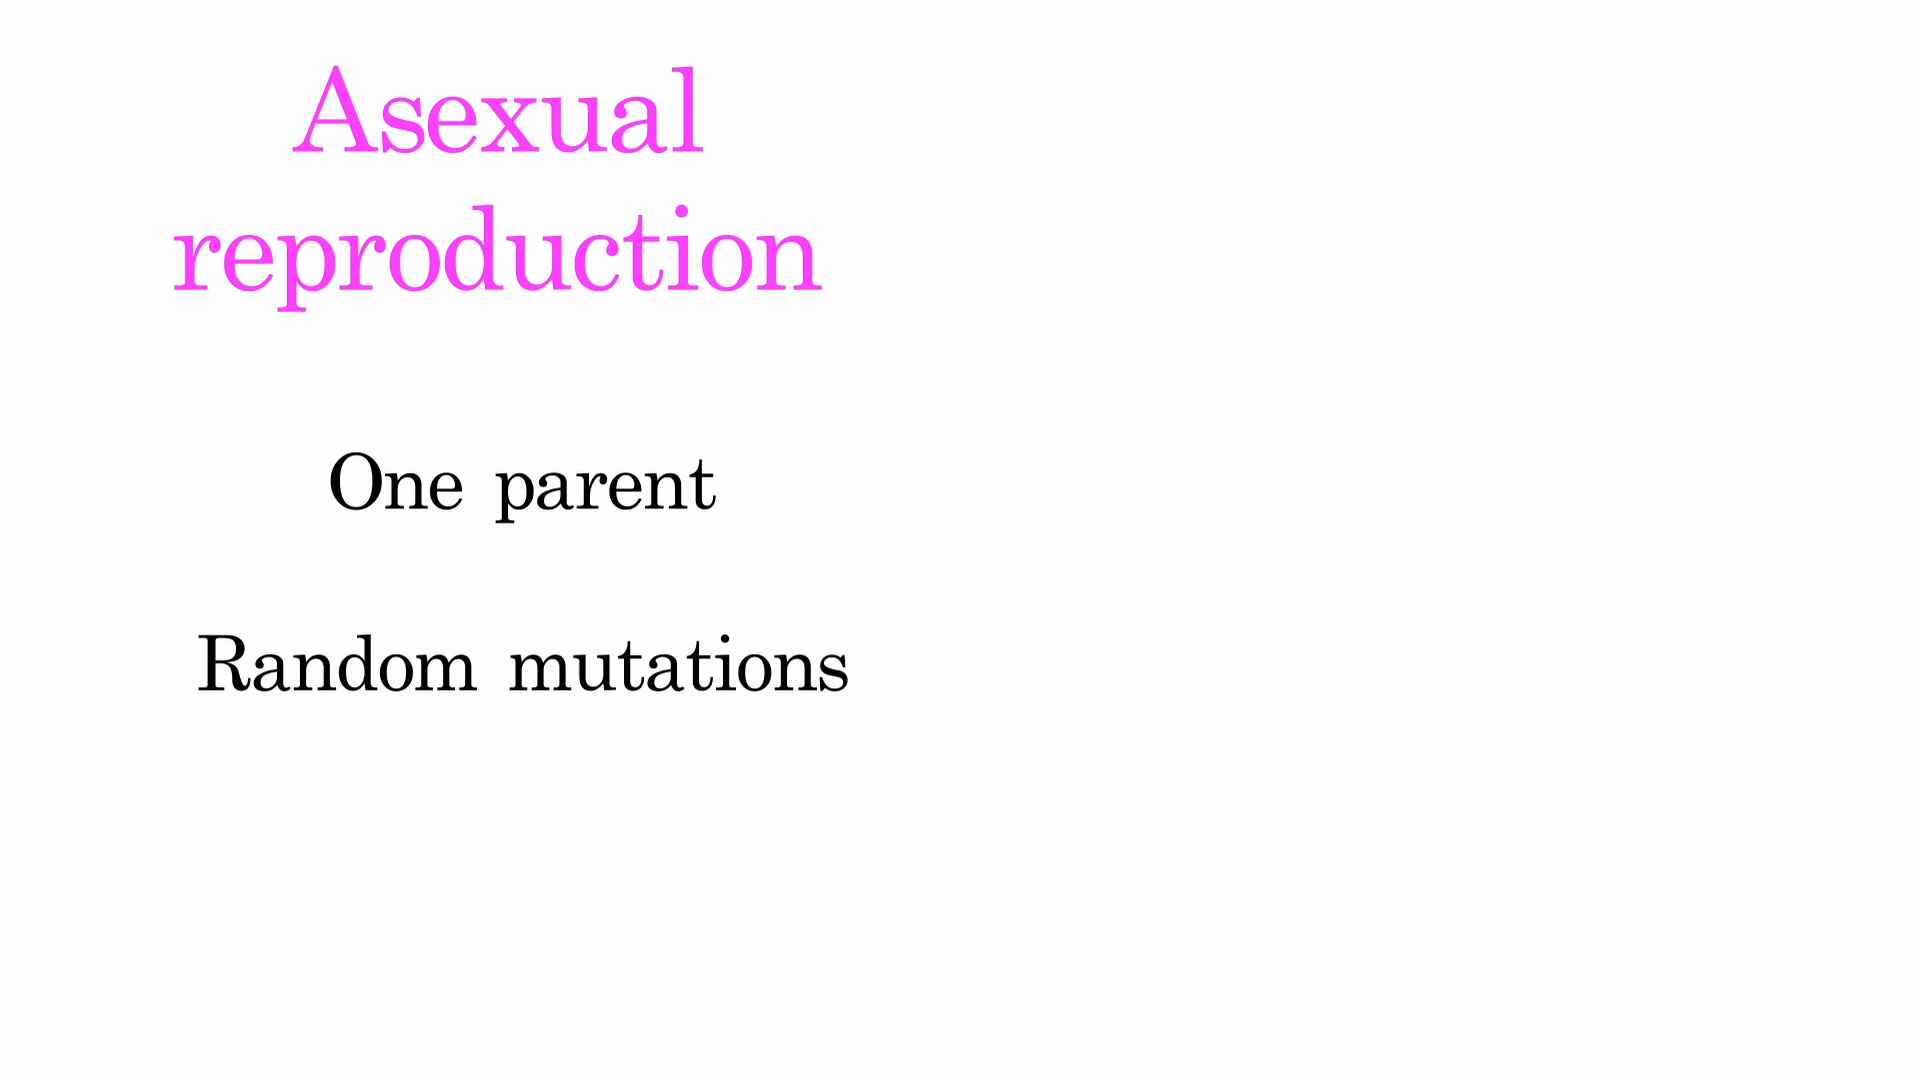 Asexual
reproduction
One parent
Random mutations